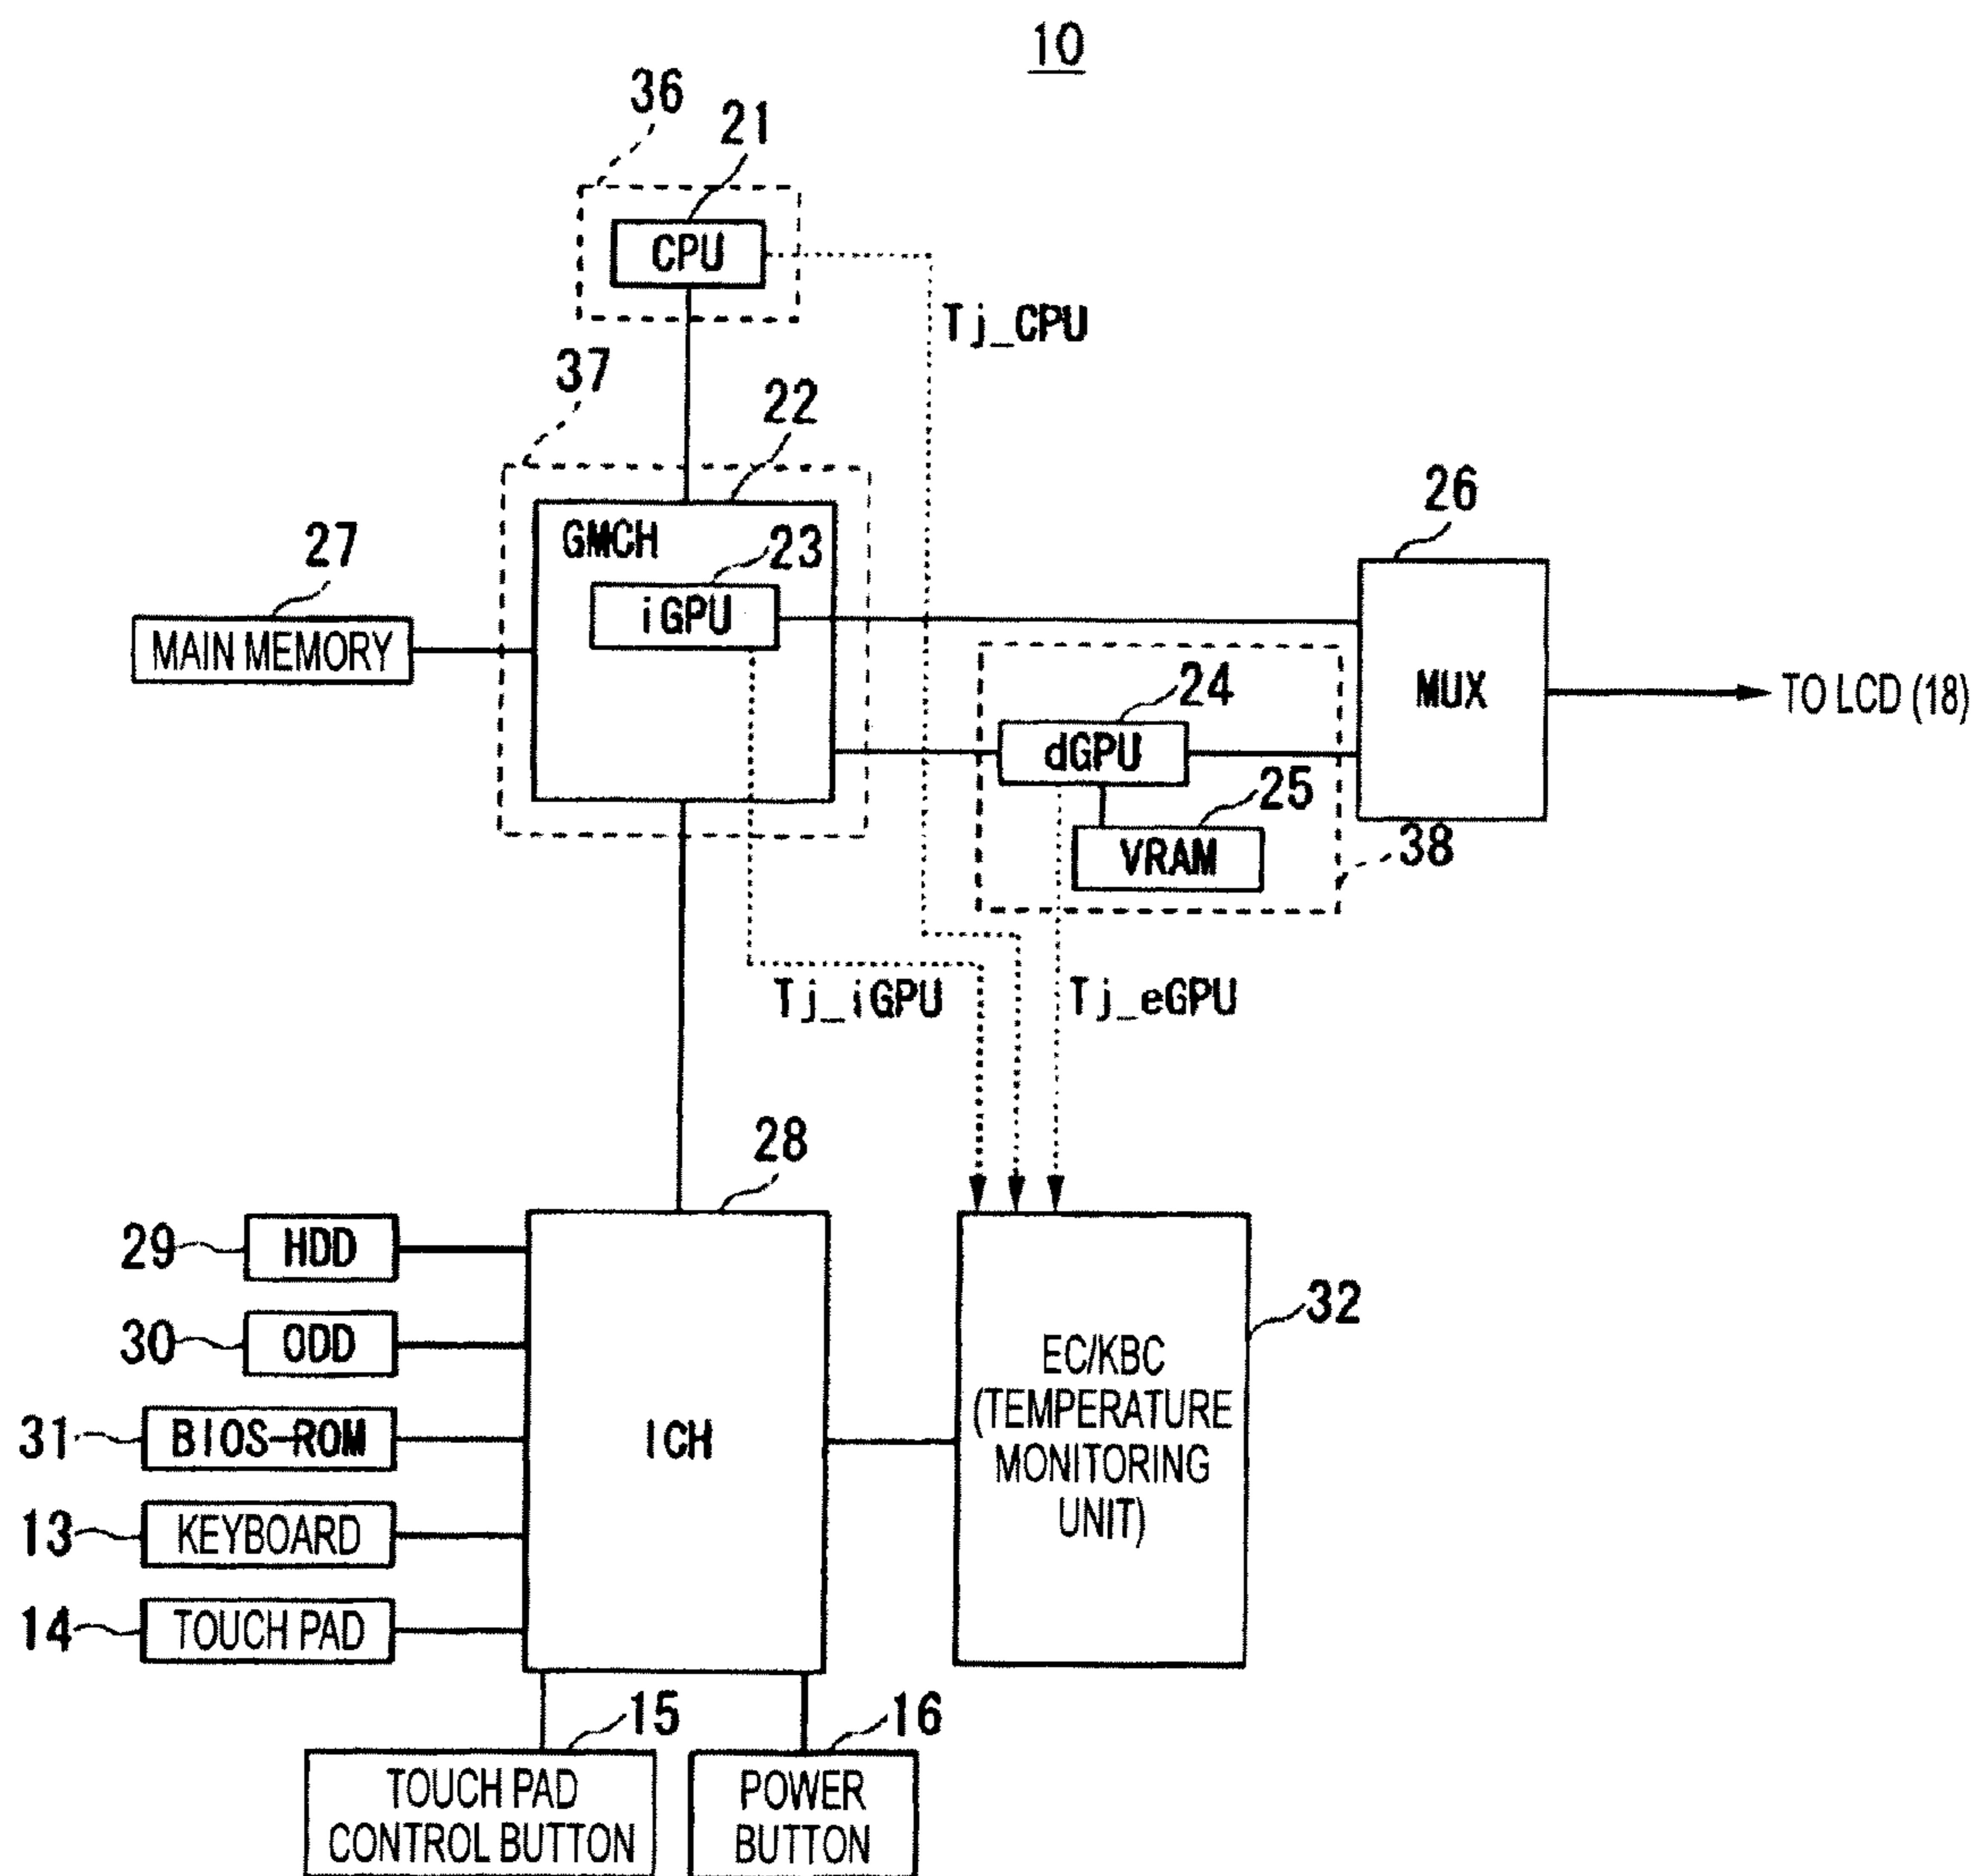 10
36
21
CPU
Tj_CPU
37
22
26
27
GMCH
23
iGPU
MAIN MEMORY
24
MUX
TO LCD (18)
dGPU
25
VRAM
38
Tj_iGPU
Tj_eGPU
28
29
HDD
32
30
ODD
EC/KBC
(TEMPERATURE
MONITORING
UNIT)
31
BIOS-ROM
ICH
13
KEYBOARD
14
TOUCH PAD
15
16
TOUCH PAD
CONTROL BUTTON
POWER
BUTTON